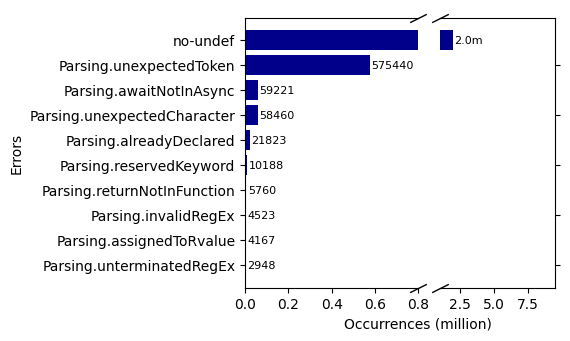 no-undef 2.0m
Parsing.unexpectedToken 575440
Parsing.awaitNotInAsync 59221
Parsing.unexpectedCharacter 58460
Parsing.alreadyDeclared 21823
Parsing.reservedKeyword 10188
Parsing.returnNotInFunction 5760
Parsing.invalidRegEx 4523
Parsing.assignedToRvalue 4167
Parsing.unterminatedRegEx 2948
Errors
0.0 0.2 0.4 0.6 0.8 2.5 5.0 7.5
Occurrences (million)